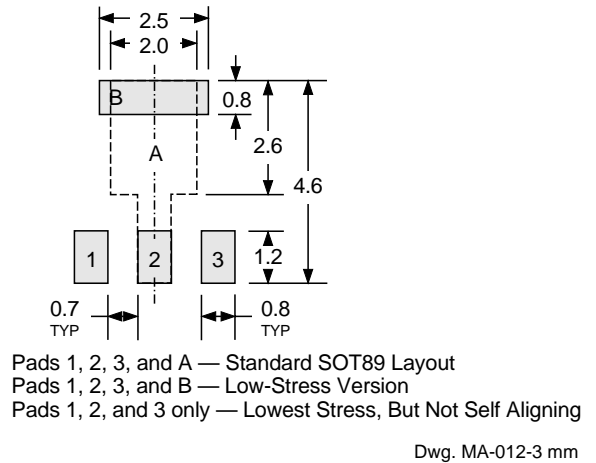 2.5
2.0
B
0.8
A
2.6
4.6
1
2
3
1.2
0.7
TYP
0.8
TYP
Pads 1, 2, 3, and A — Standard SOT89 Layout
Pads 1, 2, 3, and B — Low-Stress Version
Pads 1, 2, and 3 only — Lowest Stress, But Not Self Aligning
Dwg. MA-012-3 mm